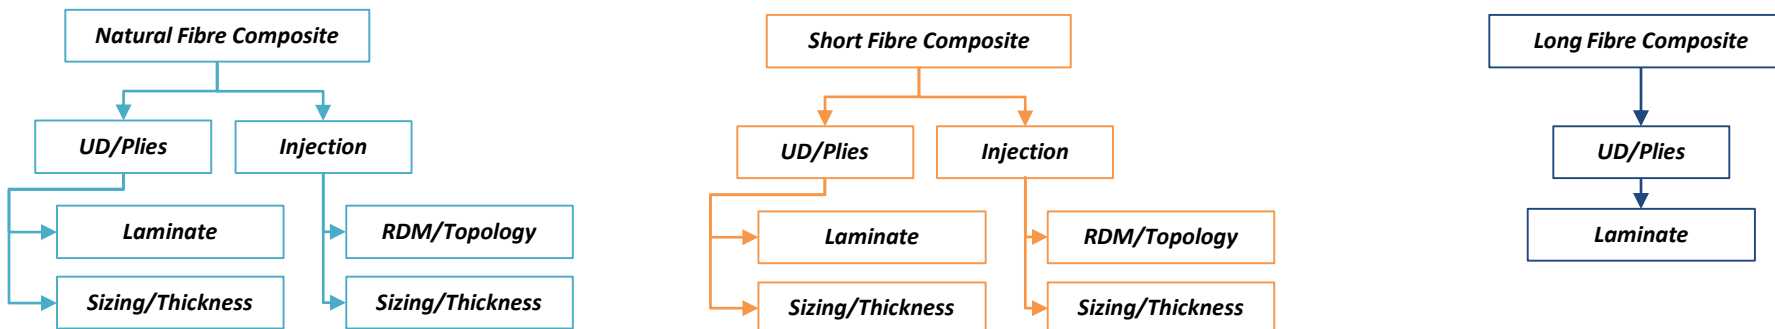 Natural Fibre Composite
UD/Plies
Injection
Laminate
RDM/Topology
Sizing/Thickness
Sizing/Thickness
Short Fibre Composite
UD/Plies
Injection
Laminate
RDM/Topology
Sizing/Thickness
Sizing/Thickness
Long Fibre Composite
UD/Plies
Laminate